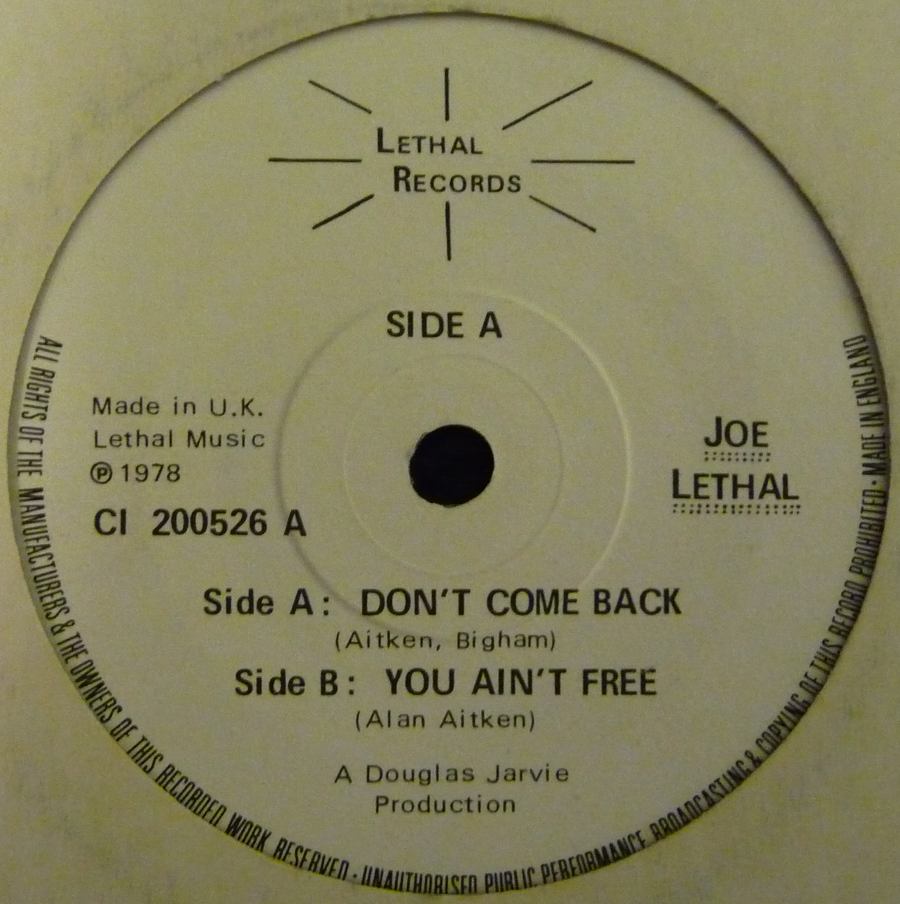 LETHAL
RECORDS
SIDE A
Made in U.K.
Lethal Music
Ⓟ 1978
CI 200526 A
JOE
LETHAL
Side A: DON'T COME BACK
(Aitken, Bigham)
Side B: YOU AIN'T FREE
(Alan Aitken)
A Douglas Jarvie
Production
ALL RIGHTS OF THE MANUFACTURERS & THE OWNERS OF THIS RECORDED WORK RESERVED · UNAUTHORISED PUBLIC PERFORMANCE BROADCASTING & COPYING OF THIS RECORD PROHIBITED · MADE IN ENGLAND